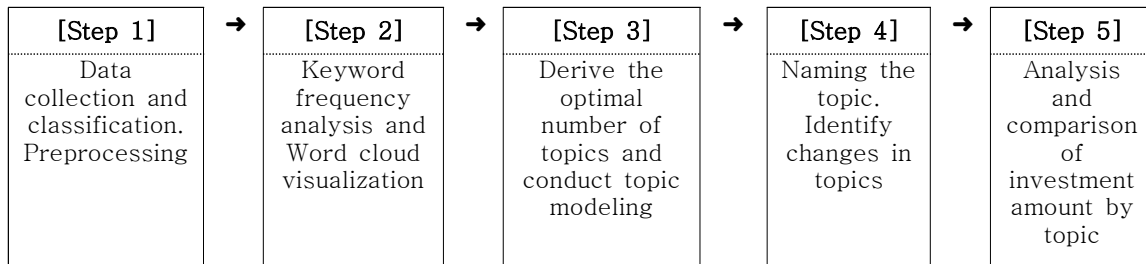 [Step 1]
Data
collection and
classification.
Preprocessing
➜
[Step 2]
Keyword
frequency
analysis and
Word cloud
visualization
➜
[Step 3]
Derive the
optimal
number of
topics and
conduct topic
modeling
➜
[Step 4]
Naming the
topic.
Identify
changes in
topics
➜
[Step 5]
Analysis
and
comparison
of
investment
amount by
topic